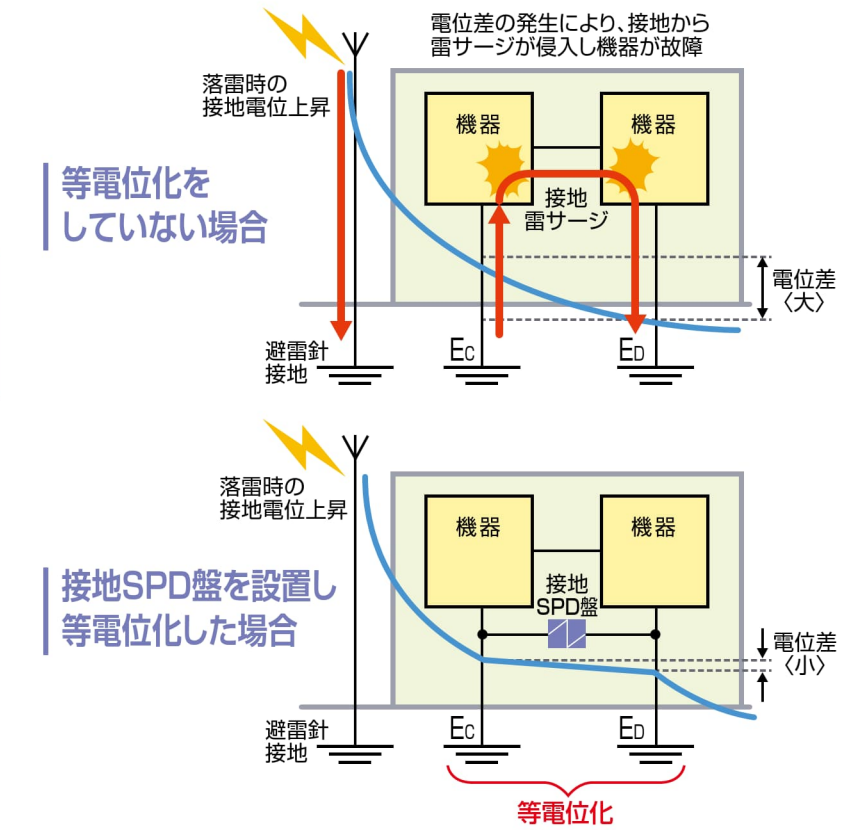 電位差の発生により、接地から
雷サージが侵入し機器が故障
落雷時の
接地電位上昇
機器
機器
等電位化を
していない場合
接地
雷サージ
電位差
〈大〉
避雷針
接地
EC
ED
落雷時の
接地電位上昇
機器
機器
接地SPD盤を設置し
等電位化した場合
接地
SPD盤
電位差
〈小〉
避雷針
接地
EC
ED
等電位化